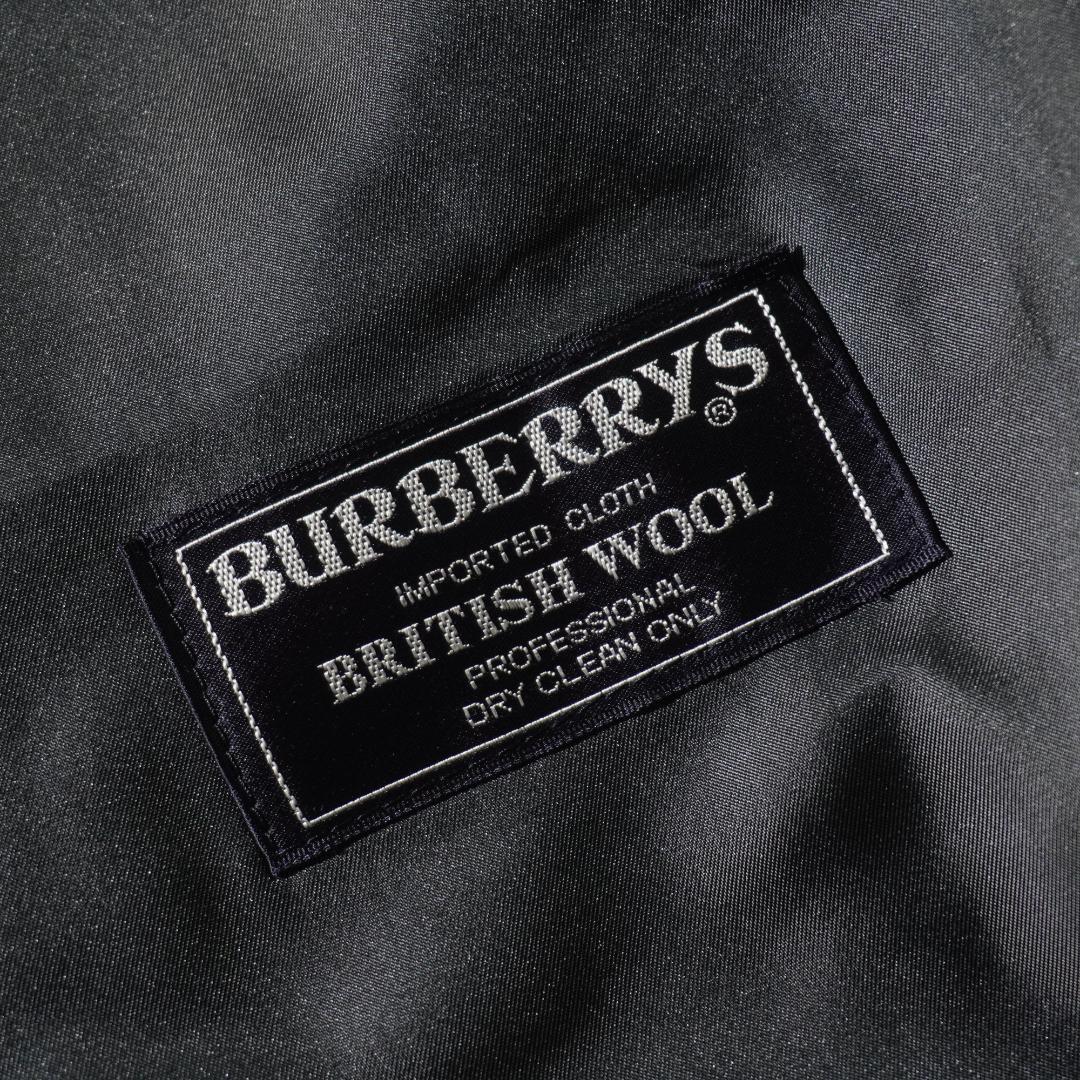 BURBERRYS®
IMPORTED CLOTH
BRITISH WOOL
PROFESSIONAL
DRY CLEAN ONLY